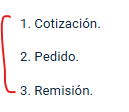 1. Cotización.
2. Pedido.
3. Remisión.